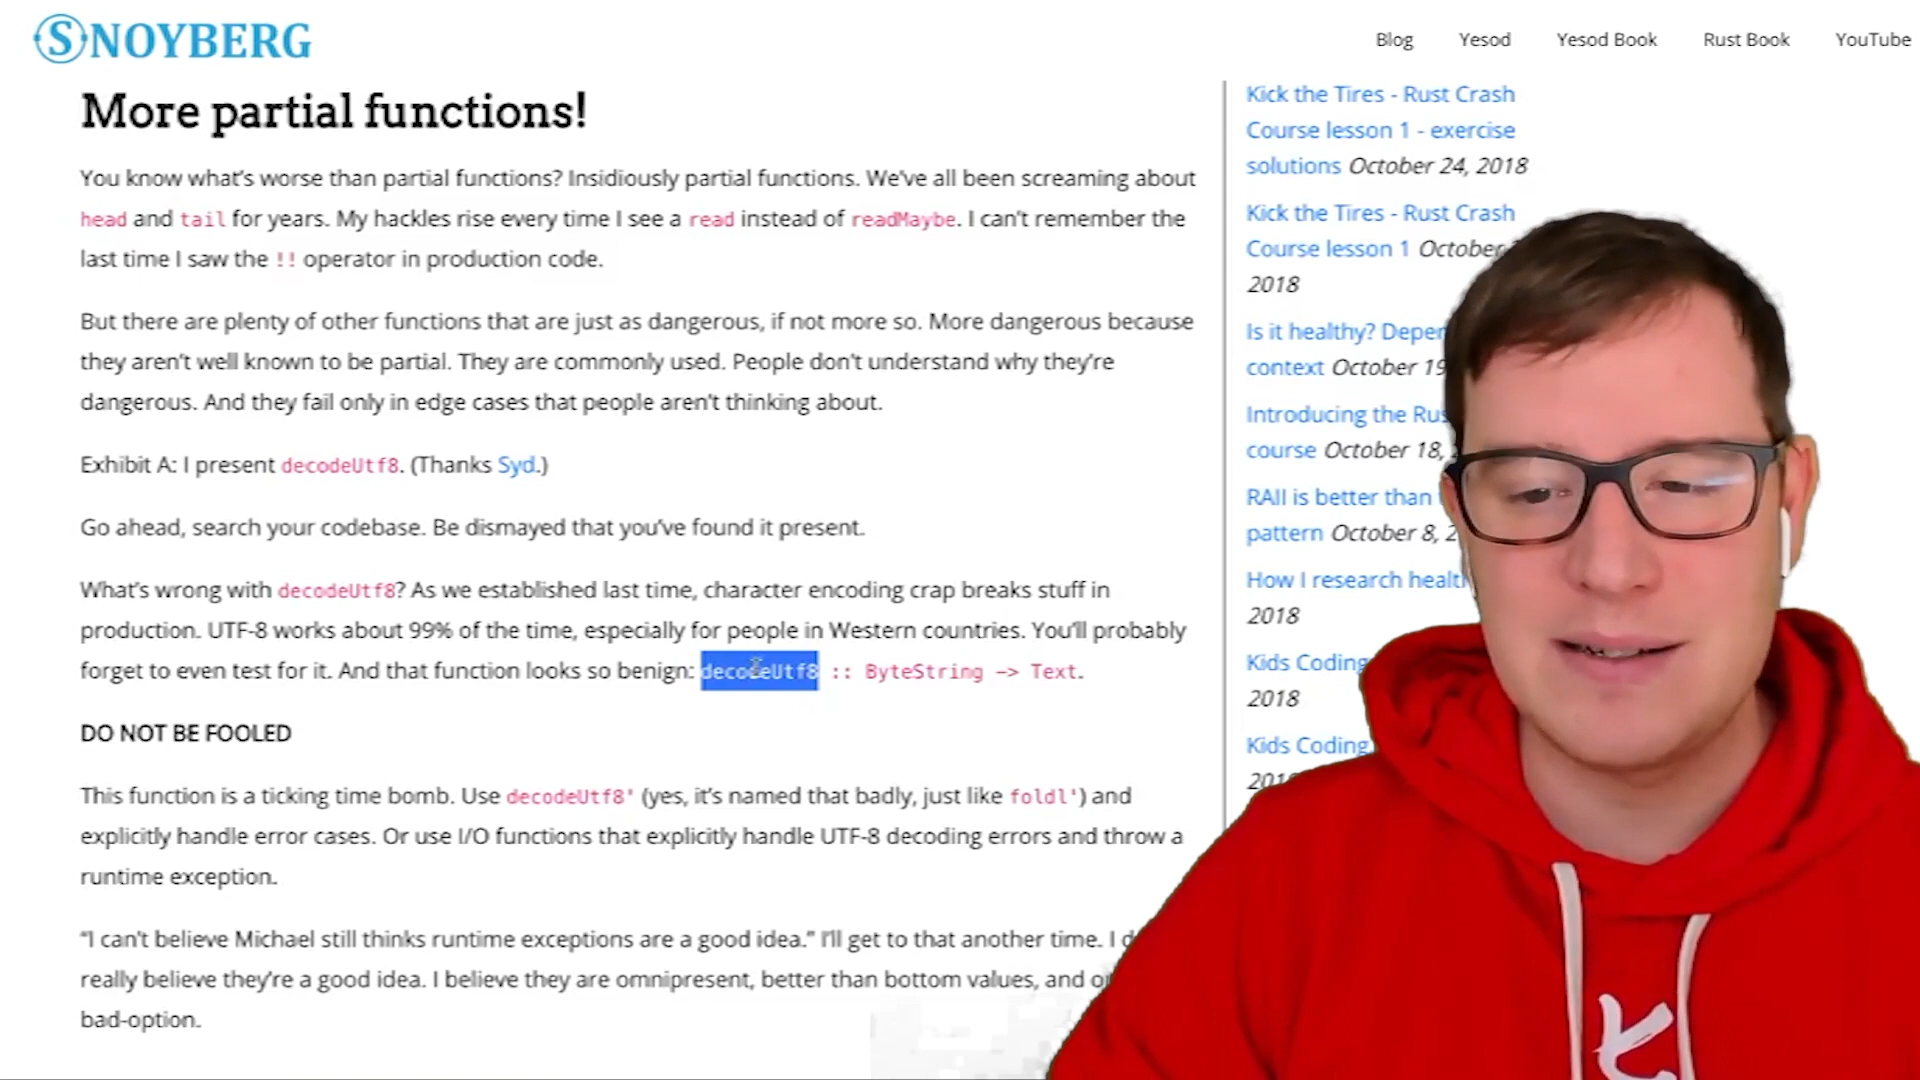 SNOYBERG
Blog Yesod Yesod Book Rust Book YouTube
More partial functions!
You know what's worse than partial functions? Insidiously partial functions. We've all been screaming about
head and tail for years. My hackles rise every time I see a read instead of readMaybe. I can't remember the
last time I saw the !! operator in production code.
But there are plenty of other functions that are just as dangerous, if not more so. More dangerous because
they aren't well known to be partial. They are commonly used. People don't understand why they're
dangerous. And they fail only in edge cases that people aren't thinking about.
Exhibit A: I present decodeUtf8. (Thanks Syd.)
Go ahead, search your codebase. Be dismayed that you've found it present.
What's wrong with decodeUtf8? As we established last time, character encoding crap breaks stuff in
production. UTF-8 works about 99% of the time, especially for people in Western countries. You'll probably
forget to even test for it. And that function looks so benign: decodeUtf8 :: ByteString -> Text.
DO NOT BE FOOLED
This function is a ticking time bomb. Use decodeUtf8' (yes, it's named that badly, just like foldl') and
explicitly handle error cases. Or use I/O functions that explicitly handle UTF-8 decoding errors and throw a
runtime exception.
"I can't believe Michael still thinks runtime exceptions are a good idea." I'll get to that another time. I
really believe they're a good idea. I believe they are omnipresent, better than bottom values, and
bad-option.
Kick the Tires - Rust Crash
Course lesson 1 - exercise
solutions October 24, 2018
Kick the Tires - Rust Crash
Course lesson 1 October
2018
Is it healthy? Deper
context October 19
Introducing the Rus
course October 18,
RAII is better than
pattern October 8, 2
How I research healt
2018
Kids Coding
2018
Kids Coding
201